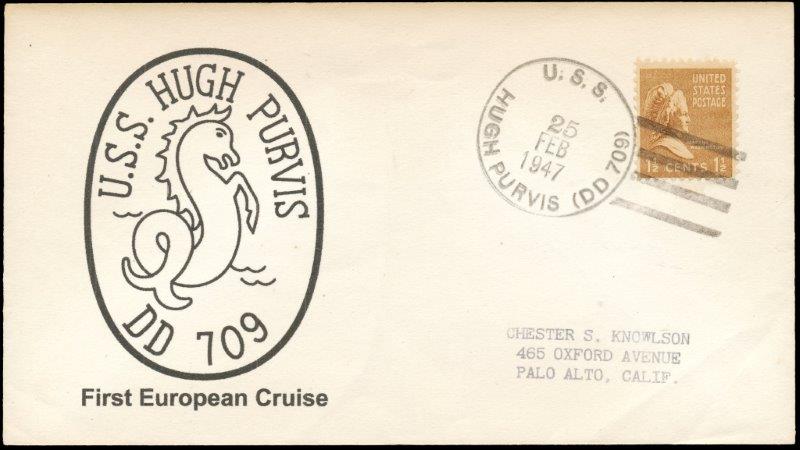 U.S.S. HUGH PURVIS
DD 709
First European Cruise
U.S.S.
HUGH PURVIS (DD 709)
25
FEB
1947
UNITED
STATES
POSTAGE
1½ CENTS 1½
CHESTER S. KNOWLSON
465 OXFORD AVENUE
PALO ALTO, CALIF.